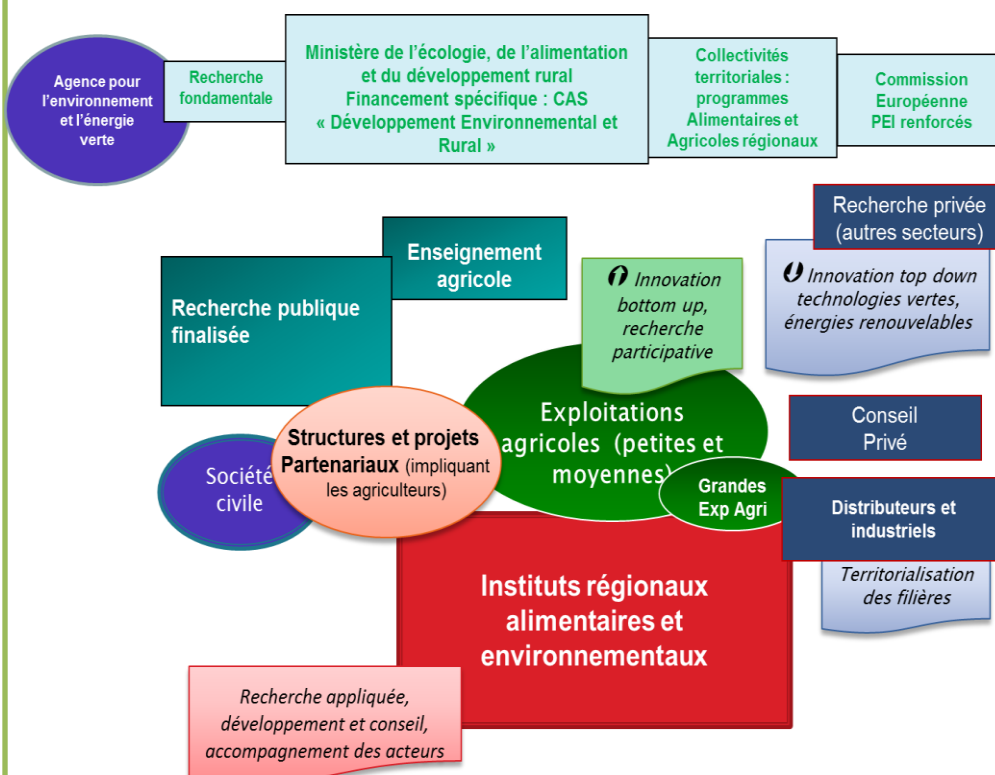 Agence pour
l'environnement
et l'énergie
verte
Recherche
fondamentale
Ministère de l'écologie, de l'alimentation
et du développement rural
Financement spécifique : CAS
« Développement Environnemental et
Rural »
Collectivités
territoriales :
programmes
Alimentaires et
Agricoles régionaux
Commission
Européenne
PEI renforcés
Recherche privée
(autres secteurs)
Innovation top down
technologies vertes,
énergies renouvelables
Enseignement
agricole
Recherche publique
finalisée
Innovation
bottom up,
recherche
participative
Exploitations
agricoles (petites et
moyennes)
Conseil
Privé
Structures et projets
Partenariaux (impliquant
les agriculteurs)
Société
civile
Grandes
Exp Agri
Distributeurs et
industriels
Territorialisation
des filières
Instituts régionaux
alimentaires et
environnementaux
Recherche appliquée,
développement et conseil,
accompagnement des acteurs